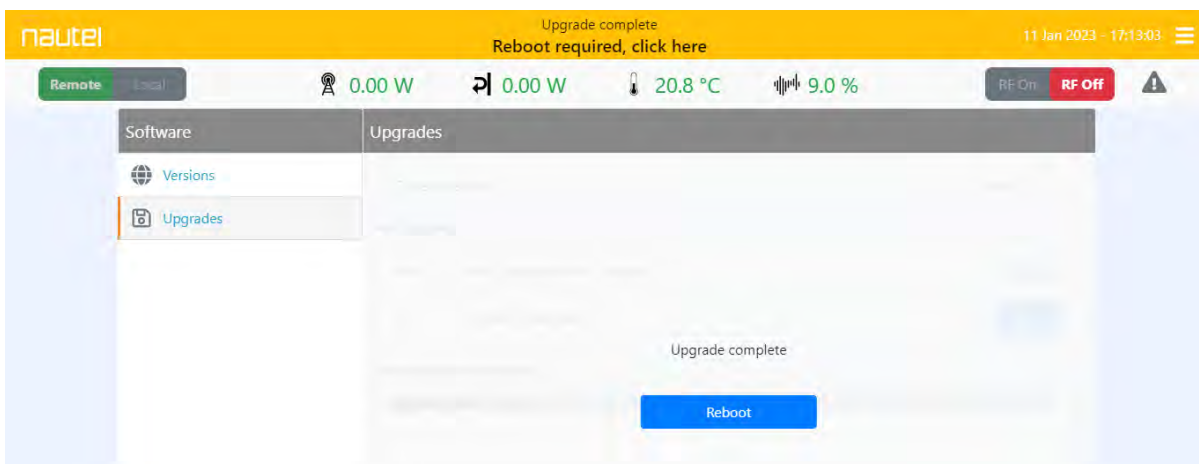 Upgrade complete
nautel
Reboot required, click here
11 Jan 2023 - 17:13:03
Remote Local
0.00 W
0.00 W
20.8 °C
9.0 %
RF On RF Off
Software
Upgrades
Versions
Upgrades
Upgrade complete
Reboot